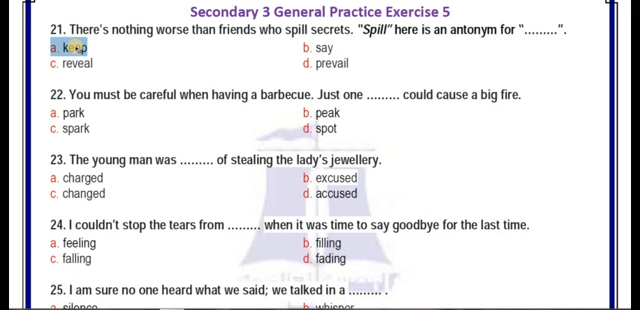 Secondary 3 General Practice Exercise 5
21. There's nothing worse than friends who spill secrets. "Spill" here is an antonym for ".........".
a. keep b. say
c. reveal d. prevail
22. You must be careful when having a barbecue. Just one ......... could cause a big fire.
a. park b. peak
c. spark d. spot
23. The young man was ......... of stealing the lady's jewellery.
a. charged b. excused
c. changed d. accused
24. I couldn't stop the tears from ......... when it was time to say goodbye for the last time.
a. feeling b. filling
c. falling d. fading
25. I am sure no one heard what we said; we talked in a ......... .
a. silence b. whisper